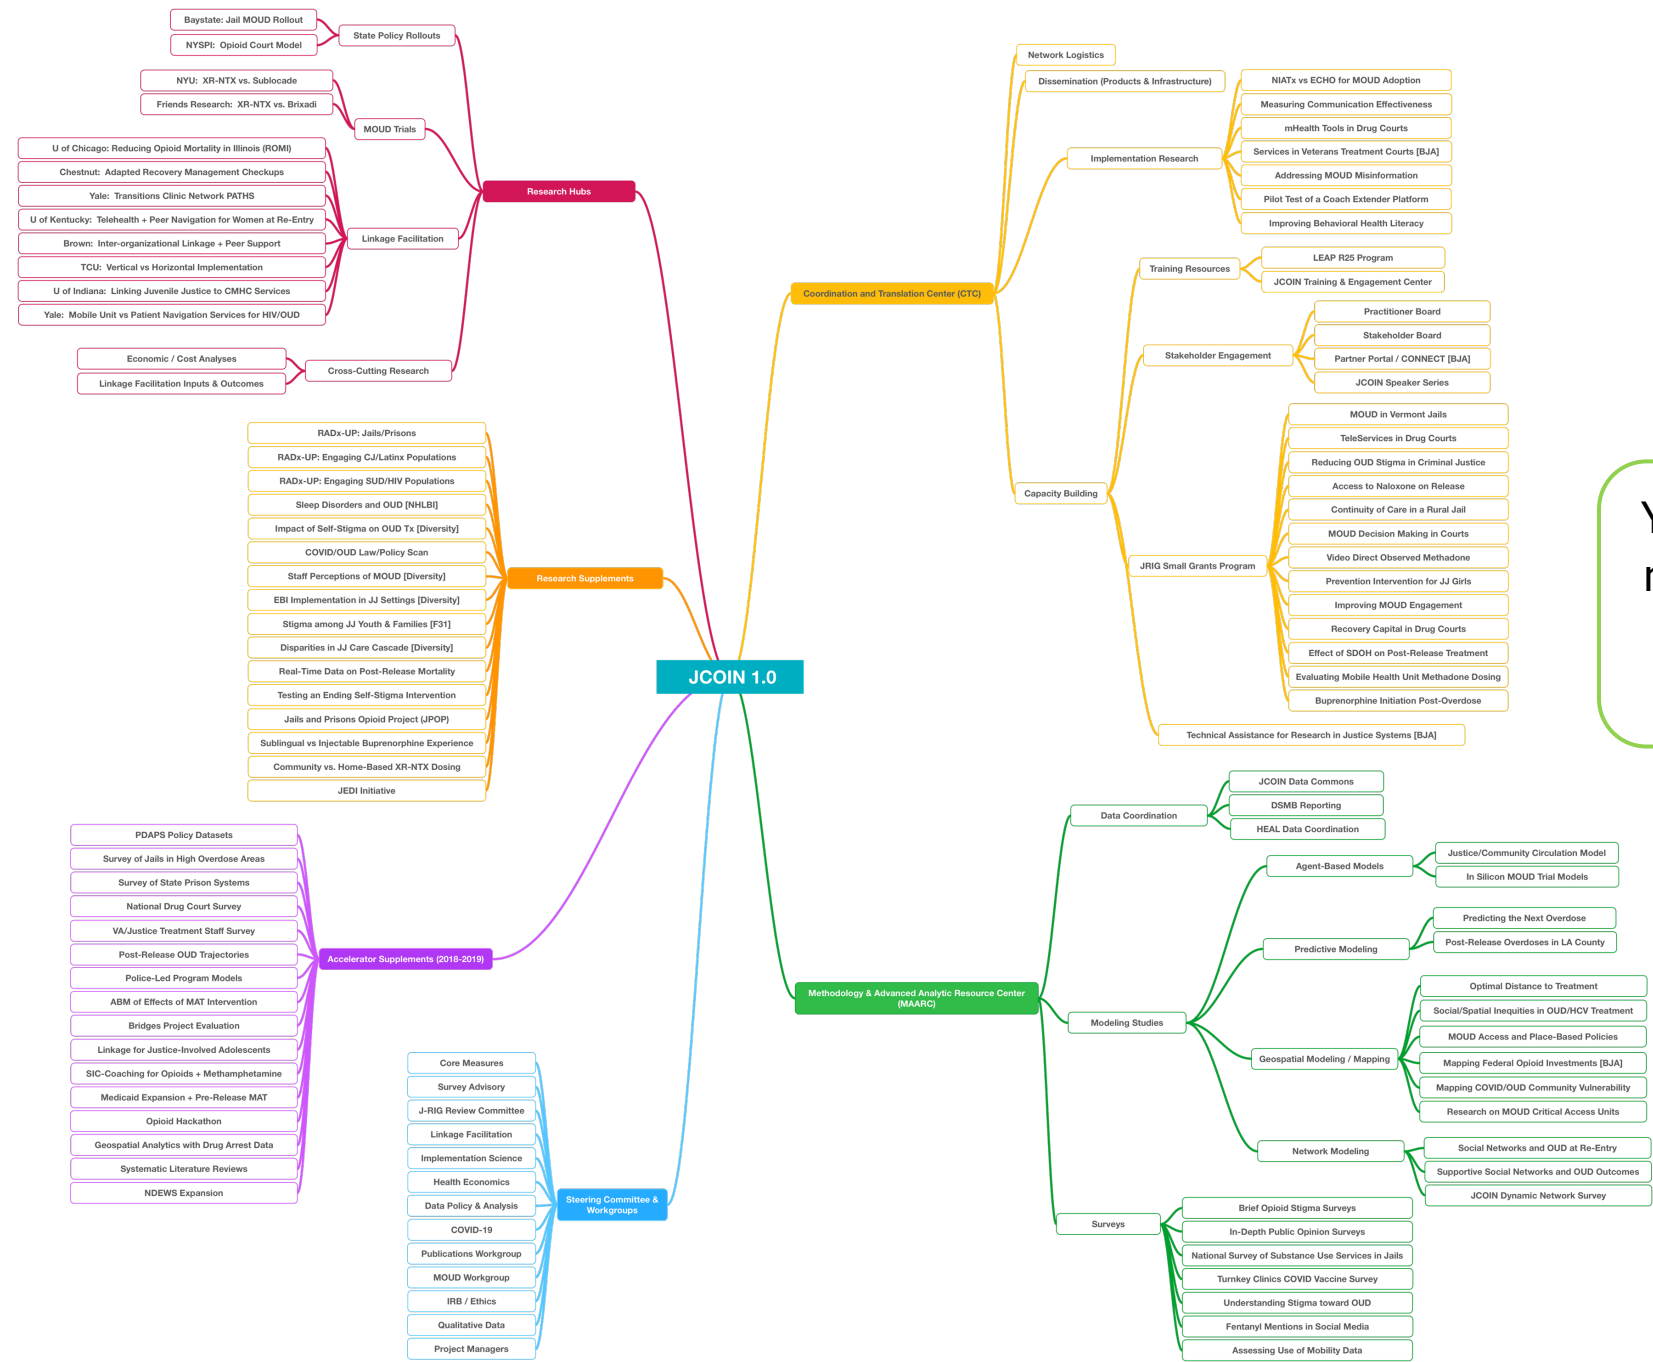 Baystate: Jail MOUD Rollout
NYSPI: Opioid Court Model
State Policy Rollouts
NYU: XR-NTX vs. Sublocade
Friends Research: XR-NTX vs. Brixadi
MOUD Trials
U of Chicago: Reducing Opioid Mortality in Illinois (ROMI)
Chestnut: Adapted Recovery Management Checkups
Yale: Transitions Clinic Network PATHS
U of Kentucky: Telehealth + Peer Navigation for Women at Re-Entry
Brown: Inter-organizational Linkage + Peer Support
TCU: Vertical vs Horizontal Implementation
U of Indiana: Linking Juvenile Justice to CMHC Services
Yale: Mobile Unit vs Patient Navigation Services for HIV/OUD
Linkage Facilitation
Economic / Cost Analyses
Linkage Facilitation Inputs & Outcomes
Cross-Cutting Research
Research Hubs
RADx-UP: Jails/Prisons
RADx-UP: Engaging CJ/Latinx Populations
RADx-UP: Engaging SUD/HIV Populations
Sleep Disorders and OUD [NHLBI]
Impact of Self-Stigma on OUD Tx [Diversity]
COVID/OUD Law/Policy Scan
Staff Perceptions of MOUD [Diversity]
EBI Implementation in JJ Settings [Diversity]
Stigma among JJ Youth & Families [F31]
Disparities in JJ Care Cascade [Diversity]
Real-Time Data on Post-Release Mortality
Testing an Ending Self-Stigma Intervention
Jails and Prisons Opioid Project (JPOP)
Sublingual vs Injectable Buprenorphine Experience
Community vs. Home-Based XR-NTX Dosing
JEDI Initiative
Research Supplements
JCOIN 1.0
PDAPS Policy Datasets
Survey of Jails in High Overdose Areas
Survey of State Prison Systems
National Drug Court Survey
VA/Justice Treatment Staff Survey
Post-Release OUD Trajectories
Police-Led Program Models
ABM of Effects of MAT Intervention
Bridges Project Evaluation
Linkage for Justice-Involved Adolescents
SIC-Coaching for Opioids + Methamphetamine
Medicaid Expansion + Pre-Release MAT
Opioid Hackathon
Geospatial Analytics with Drug Arrest Data
Systematic Literature Reviews
NDEWS Expansion
Accelerator Supplements (2018-2019)
Core Measures
Survey Advisory
J-RIG Review Committee
Linkage Facilitation
Implementation Science
Health Economics
Data Policy & Analysis
COVID-19
Publications Workgroup
MOUD Workgroup
IRB / Ethics
Qualitative Data
Project Managers
Steering Committee &
Workgroups
Coordination and Translation Center (CTC)
Network Logistics
Dissemination (Products & Infrastructure)
Implementation Research
NIATx vs ECHO for MOUD Adoption
Measuring Communication Effectiveness
mHealth Tools in Drug Courts
Services in Veterans Treatment Courts [BJA]
Addressing MOUD Misinformation
Pilot Test of a Coach Extender Platform
Improving Behavioral Health Literacy
Capacity Building
Training Resources
LEAP R25 Program
JCOIN Training & Engagement Center
Stakeholder Engagement
Practitioner Board
Stakeholder Board
Partner Portal / CONNECT [BJA]
JCOIN Speaker Series
JRIG Small Grants Program
MOUD in Vermont Jails
TeleServices in Drug Courts
Reducing OUD Stigma in Criminal Justice
Access to Naloxone on Release
Continuity of Care in a Rural Jail
MOUD Decision Making in Courts
Video Direct Observed Methadone
Prevention Intervention for JJ Girls
Improving MOUD Engagement
Recovery Capital in Drug Courts
Effect of SDOH on Post-Release Treatment
Evaluating Mobile Health Unit Methadone Dosing
Buprenorphine Initiation Post-Overdose
Technical Assistance for Research in Justice Systems [BJA]
Methodology & Advanced Analytic Resource Center
(MAARC)
Data Coordination
JCOIN Data Commons
DSMB Reporting
HEAL Data Coordination
Modeling Studies
Agent-Based Models
Justice/Community Circulation Model
In Silicon MOUD Trial Models
Predictive Modeling
Predicting the Next Overdose
Post-Release Overdoses in LA County
Geospatial Modeling / Mapping
Optimal Distance to Treatment
Social/Spatial Inequities in OUD/HCV Treatment
MOUD Access and Place-Based Policies
Mapping Federal Opioid Investments [BJA]
Mapping COVID/OUD Community Vulnerability
Research on MOUD Critical Access Units
Network Modeling
Social Networks and OUD at Re-Entry
Supportive Social Networks and OUD Outcomes
JCOIN Dynamic Network Survey
Surveys
Brief Opioid Stigma Surveys
In-Depth Public Opinion Surveys
National Survey of Substance Use Services in Jails
Turnkey Clinics COVID Vaccine Survey
Understanding Stigma toward OUD
Fentanyl Mentions in Social Media
Assessing Use of Mobility Data